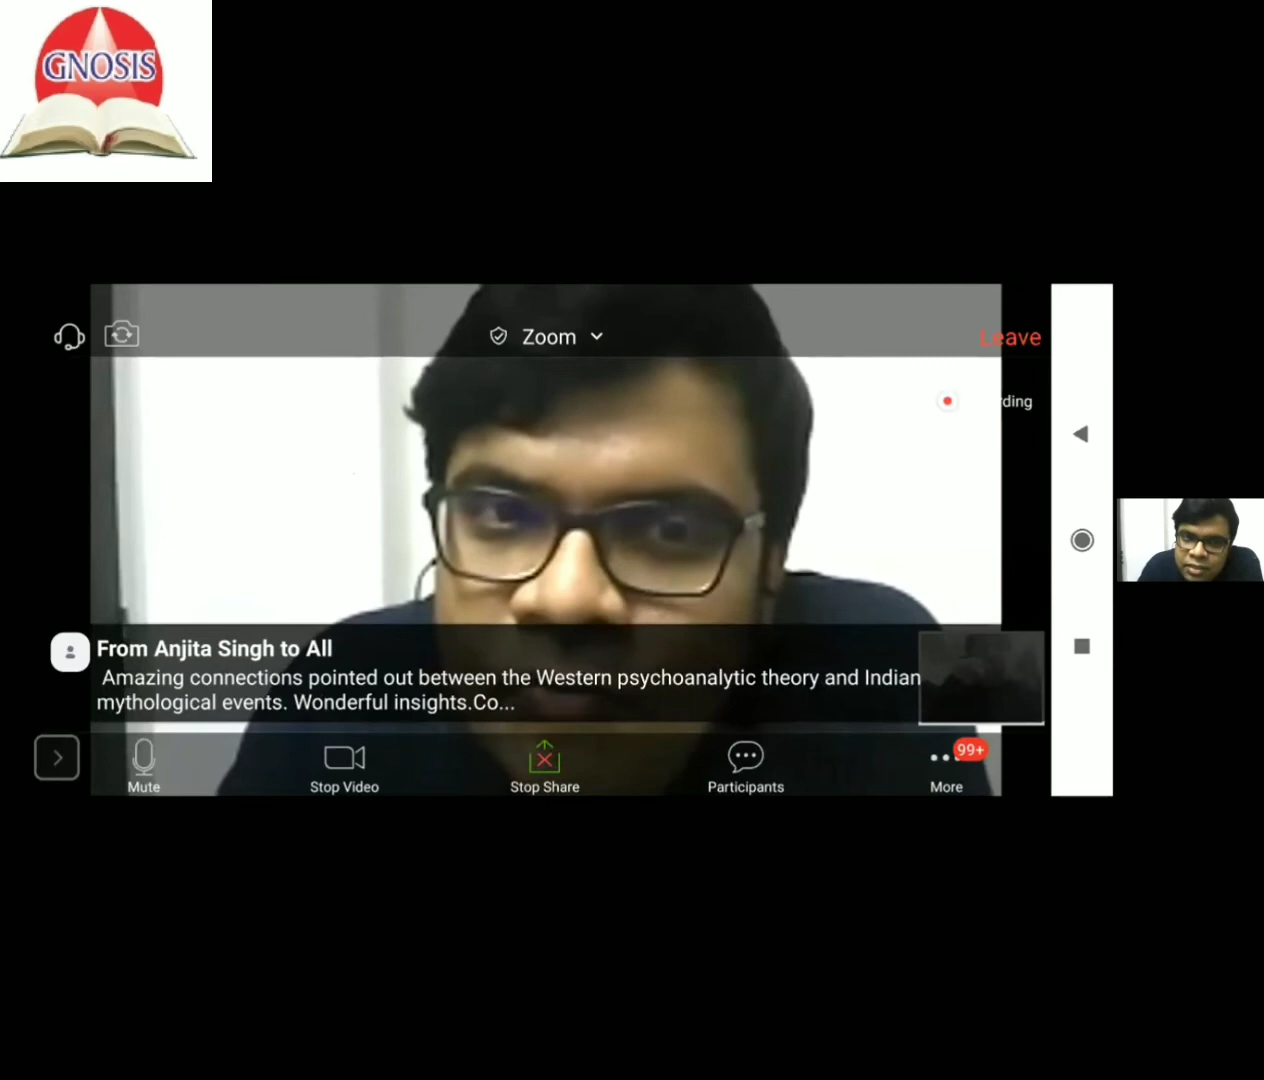 GNOSIS
Zoom
Leave
From Anjita Singh to All
Amazing connections pointed out between the Western psychoanalytic theory and Indian
mythological events. Wonderful insights.Co...
99+
Mute
Stop Video
Stop Share
Participants
More